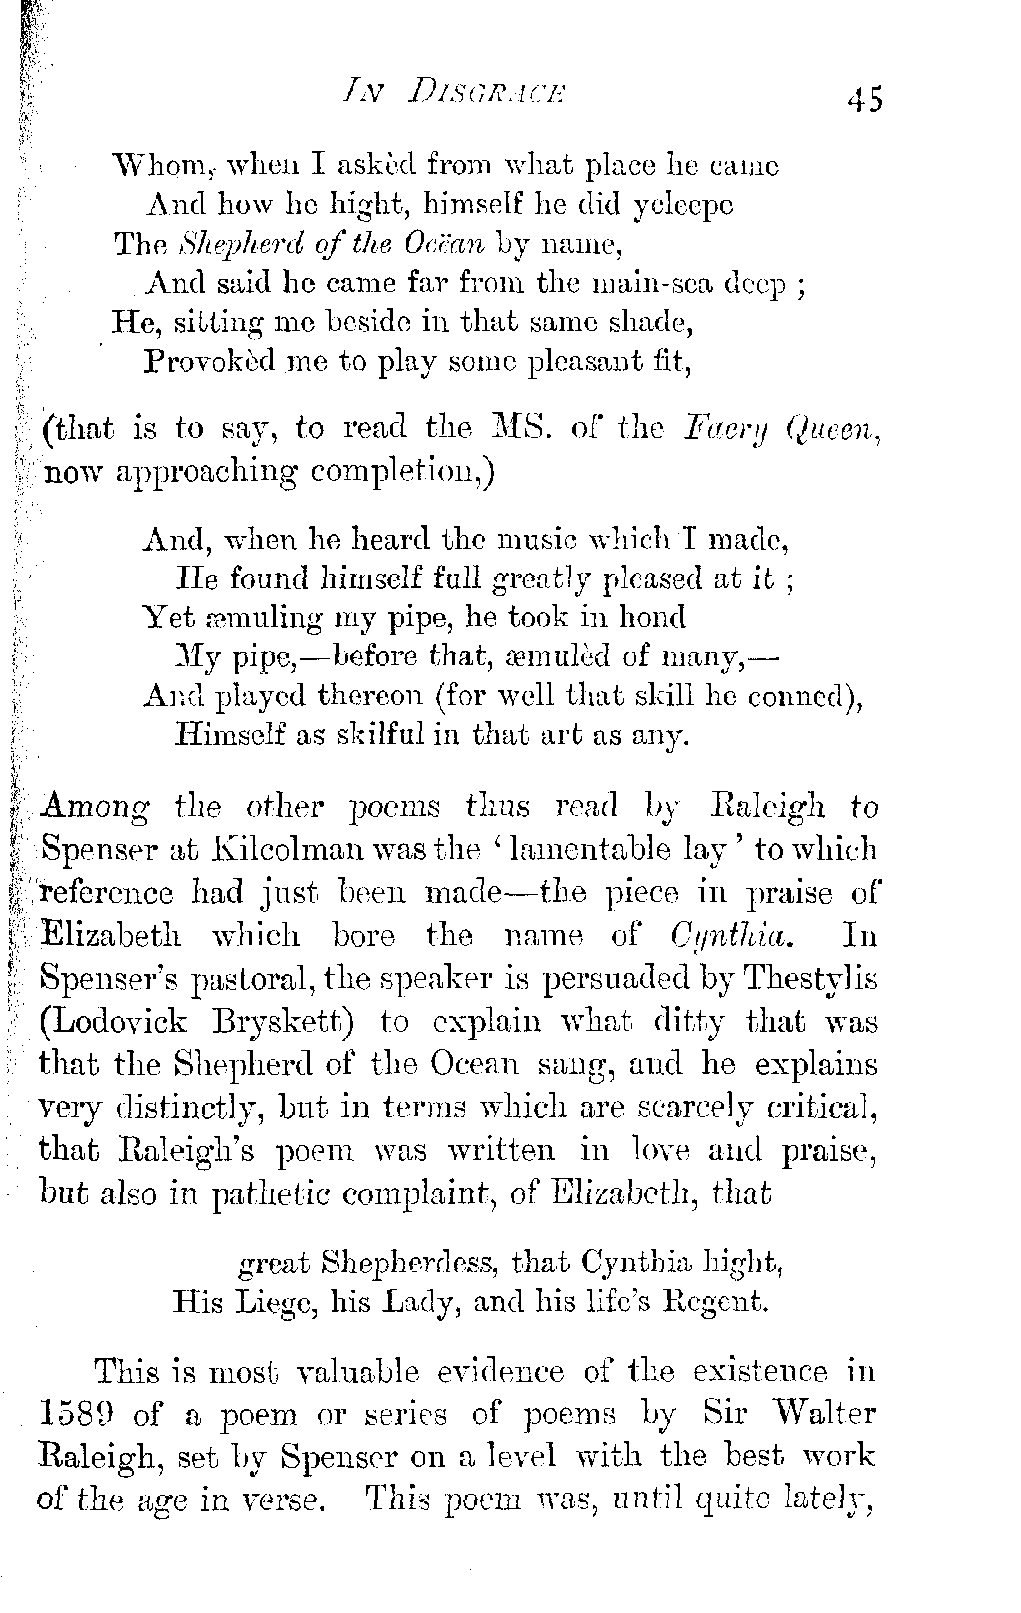 IN DISGRACE 45
Whom, when I askèd from what place he came
And how he hight, himself he did ycleepe
The Shepherd of the Ocëan by name,
And said he came far from the main-sea deep ;
He, sitting me beside in that same shade,
Provokèd me to play some pleasant fit,
(that is to say, to read the MS. of the Faery Queen,
now approaching completion,)
And, when he heard the music which I made,
He found himself full greatly pleased at it ;
Yet æmuling my pipe, he took in hond
My pipe,—before that, æmulèd of many,—
And played thereon (for well that skill he conned),
Himself as skilful in that art as any.
Among the other poems thus read by Raleigh to
Spenser at Kilcolman was the ‘lamentable lay’ to which
reference had just been made—the piece in praise of
Elizabeth which bore the name of Cynthia. In
Spenser's pastoral, the speaker is persuaded by Thestylis
(Lodovick Bryskett) to explain what ditty that was
that the Shepherd of the Ocean sang, and he explains
very distinctly, but in terms which are scarcely critical,
that Raleigh's poem was written in love and praise,
but also in pathetic complaint, of Elizabeth, that
great Shepherdess, that Cynthia hight,
His Liege, his Lady, and his life's Regent.
This is most valuable evidence of the existence in
1589 of a poem or series of poems by Sir Walter
Raleigh, set by Spenser on a level with the best work
of the age in verse. This poem was, until quite lately,